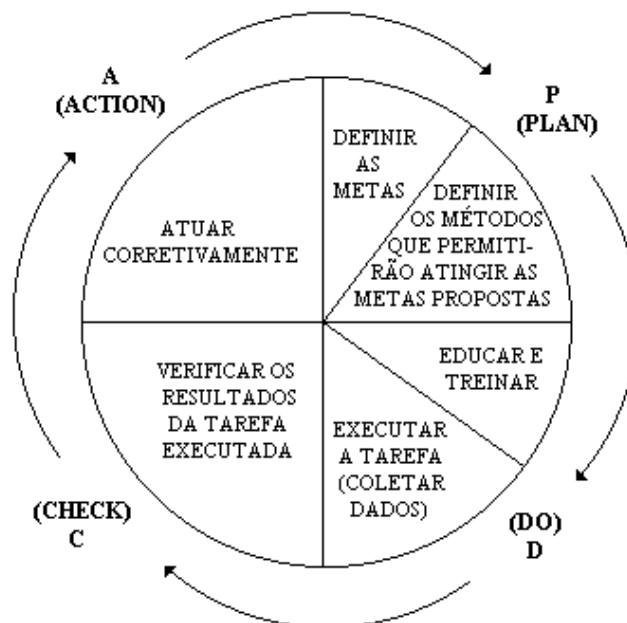 A
(ACTION)
P
(PLAN)
DEFINIR
AS
METAS
DEFINIR
OS MÉTODOS
QUE PERMITI-
RÃO ATINGIR AS
METAS PROPOSTAS
ATUAR
CORRETIVAMENTE
EDUCAR E
TREINAR
VERIFICAR OS
RESULTADOS
DA TAREFA
EXECUTADA
EXECUTAR
A TAREFA
(COLETAR
DADOS)
(CHECK)
C
(DO)
D